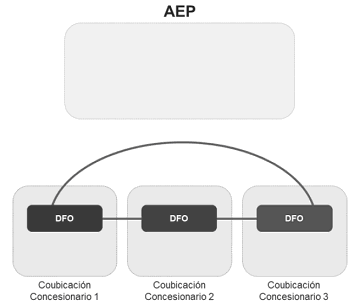 AEP
DFO
DFO
DFO
Coubicación
Concesionario 1
Coubicación
Concesionario 2
Coubicación
Concesionario 3